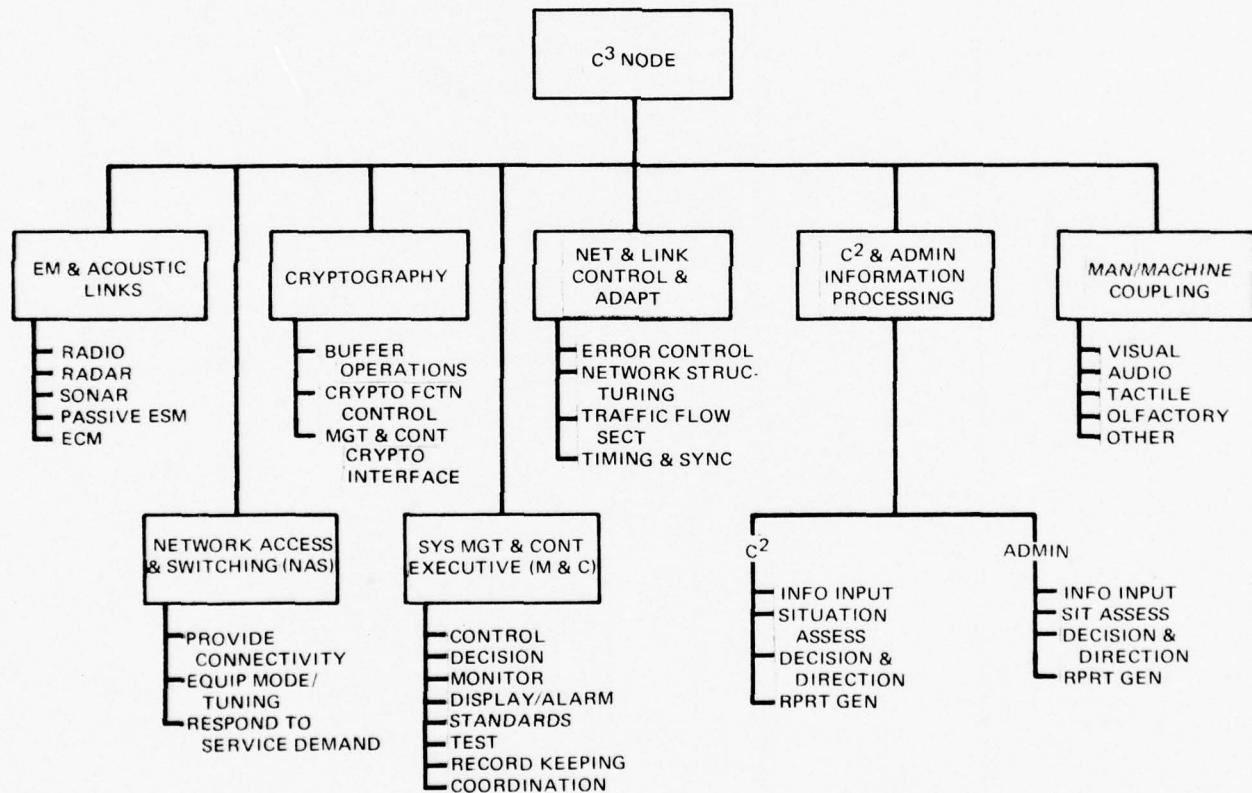 C³ NODE
EM & ACOUSTIC
LINKS
RADIO
RADAR
SONAR
PASSIVE ESM
ECM
CRYPTOGRAPHY
BUFFER
OPERATIONS
CRYPTO FCTN
CONTROL
MGT & CONT
CRYPTO
INTERFACE
NET & LINK
CONTROL &
ADAPT
ERROR CONTROL
NETWORK STRUC-
TURING
TRAFFIC FLOW
SECT
TIMING & SYNC
C² & ADMIN
INFORMATION
PROCESSING
MAN/MACHINE
COUPLING
VISUAL
AUDIO
TACTILE
OLFACTORY
OTHER
NETWORK ACCESS
& SWITCHING (NAS)
PROVIDE
CONNECTIVITY
EQUIP MODE/
TUNING
RESPOND TO
SERVICE DEMAND
SYS MGT & CONT
EXECUTIVE (M & C)
CONTROL
DECISION
MONITOR
DISPLAY/ALARM
STANDARDS
TEST
RECORD KEEPING
COORDINATION
C²
INFO INPUT
SITUATION
ASSESS
DECISION &
DIRECTION
RPRT GEN
ADMIN
INFO INPUT
SIT ASSESS
DECISION &
DIRECTION
RPRT GEN